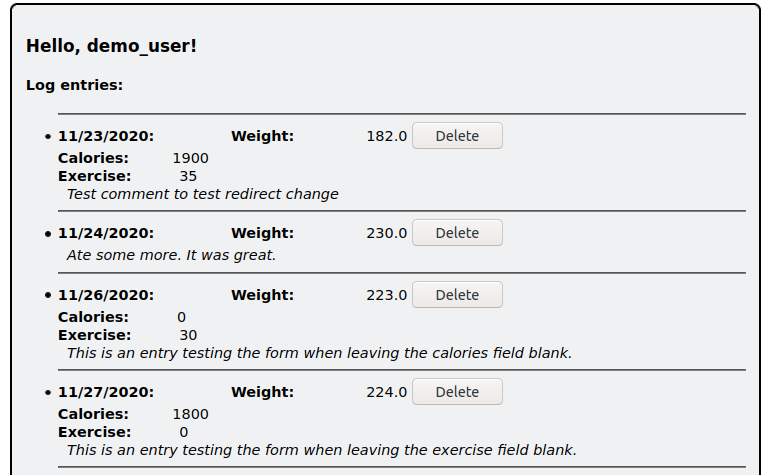 Hello, demo_user!
Log entries:
11/23/2020: Weight: 182.0 Delete
Calories: 1900
Exercise: 35
Test comment to test redirect change
11/24/2020: Weight: 230.0 Delete
Ate some more. It was great.
11/26/2020: Weight: 223.0 Delete
Calories: 0
Exercise: 30
This is an entry testing the form when leaving the calories field blank.
11/27/2020: Weight: 224.0 Delete
Calories: 1800
Exercise: 0
This is an entry testing the form when leaving the exercise field blank.